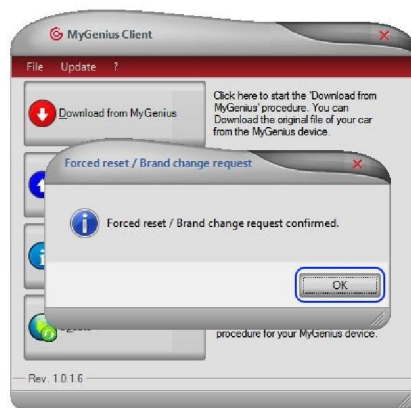 MyGenius Client
File Update ?
Download from MyGenius
Click here to start the 'Download from
MyGenius' procedure. You can
Download the original file of your car
from the MyGenius device.
Forced reset / Brand change request
Forced reset / Brand change request confirmed.
OK
procedure for your MyGenius device.
Rev. 1.0.1.6